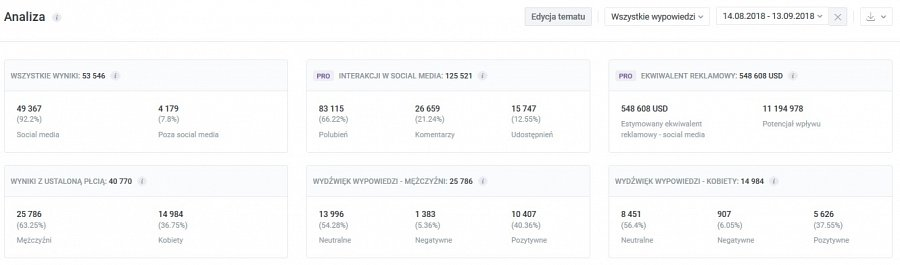 Analiza
Edycja tematu
Wszystkie wypowiedzi
14.08.2018 - 13.09.2018
WSZYSTKIE WYNIKI: 53 546
49 367
4 179
(92.2%)
(7.8%)
Social media
Poza social media
PRO INTERAKCJI W SOCIAL MEDIA: 125 521
83 115
26 659
15 747
(66.22%)
(21.24%)
(12.55%)
Polubień
Komentarzy
Udostępnień
PRO EKWIWALENT REKLAMOWY: 548 608 USD
548 608 USD
11 194 978
Estymowany ekwiwalent
reklamowy - social media
Potencjał wpływu
WYNIKI Z USTALONĄ PŁCIĄ: 40 770
25 786
14 984
(63.25%)
(36.75%)
Mężczyźni
Kobiety
WYDŹWIĘK WYPOWIEDZI - MĘŻCZYŹNI: 25 786
13 996
1 383
10 407
(54.28%)
(5.36%)
(40.36%)
Neutralne
Negatywne
Pozytywne
WYDŹWIĘK WYPOWIEDZI - KOBIETY: 14 984
8 451
907
5 626
(56.4%)
(6.05%)
(37.55%)
Neutralne
Negatywne
Pozytywne